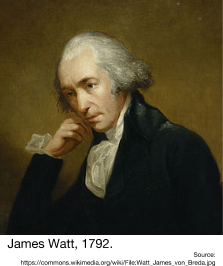 James Watt, 1792.
Source:
https://commons.wikimedia.org/wiki/File:Watt_James_von_Breda.jpg